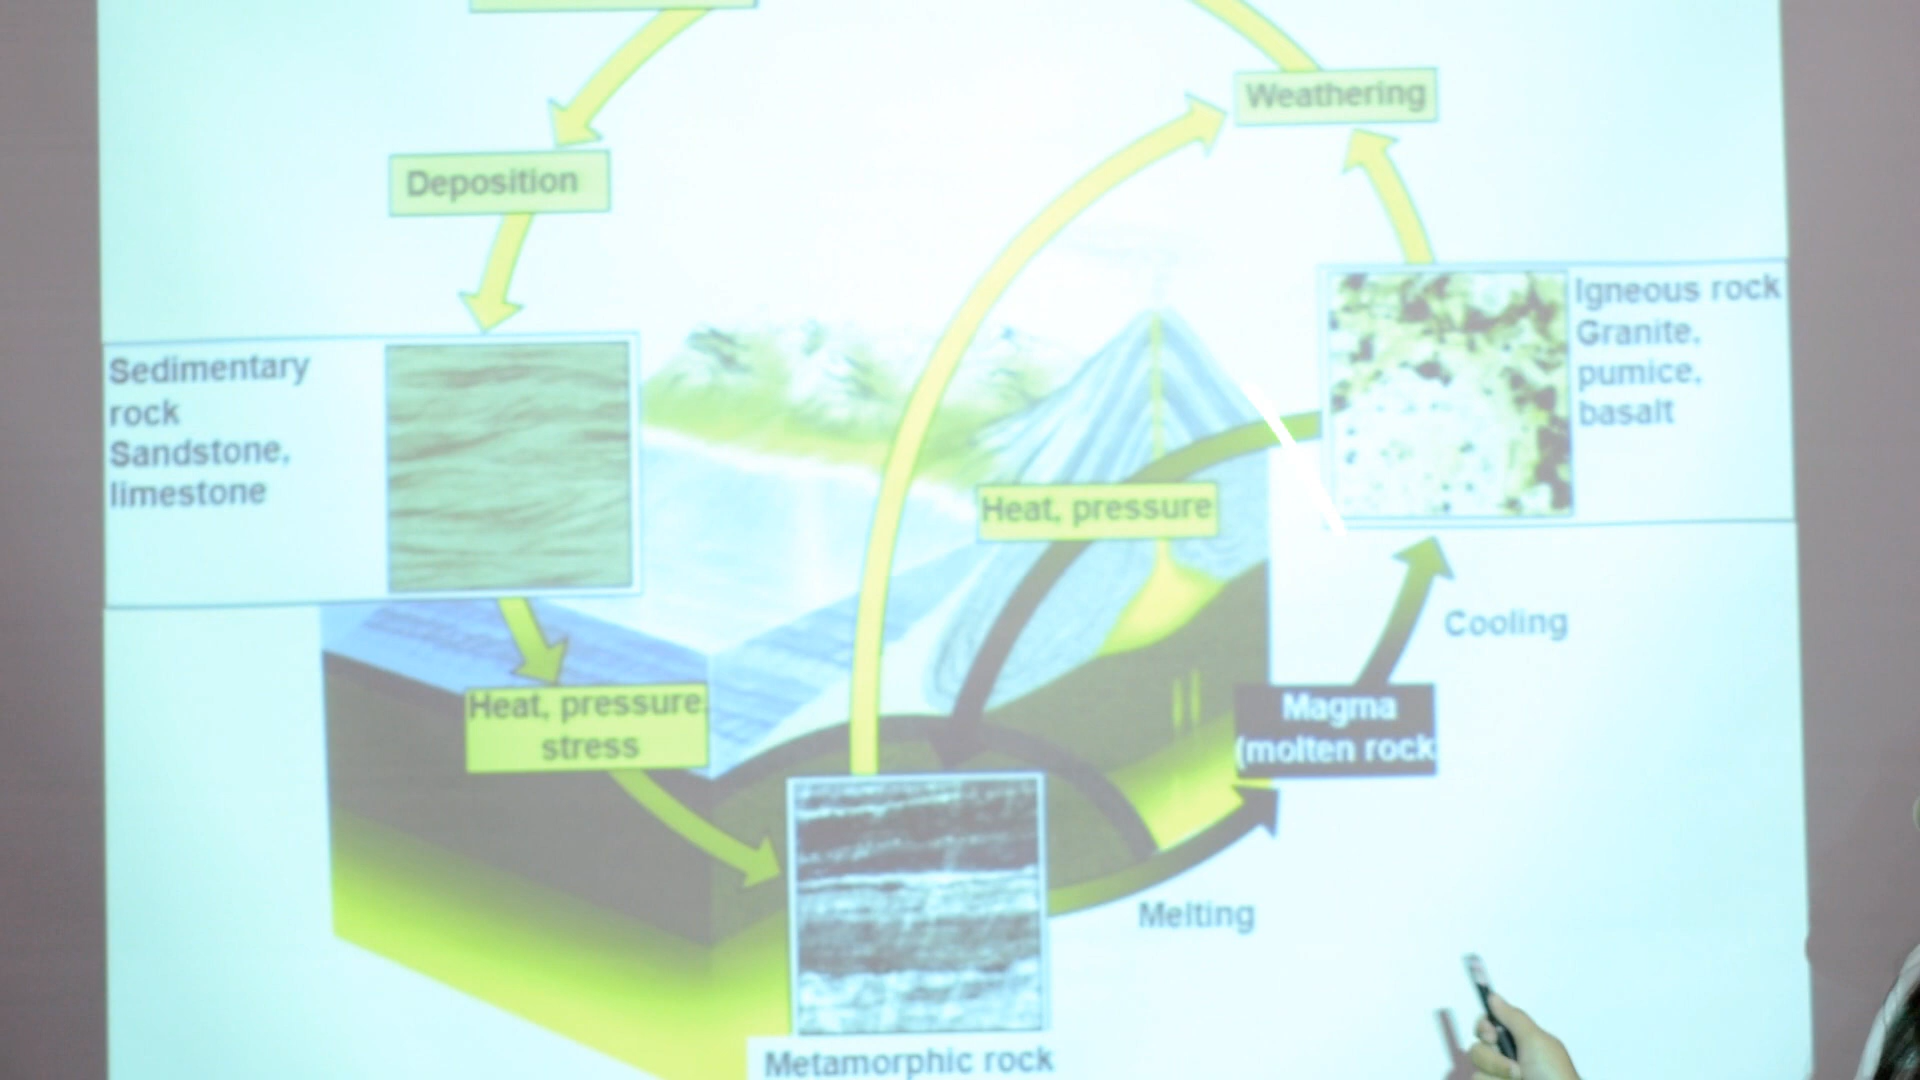 Weathering
Deposition
Igneous rock
Granite,
pumice,
basalt
Sedimentary
rock
Sandstone,
limestone
Heat, pressure
Cooling
Heat, pressure,
stress
Magma
(molten rock
Melting
Metamorphic rock